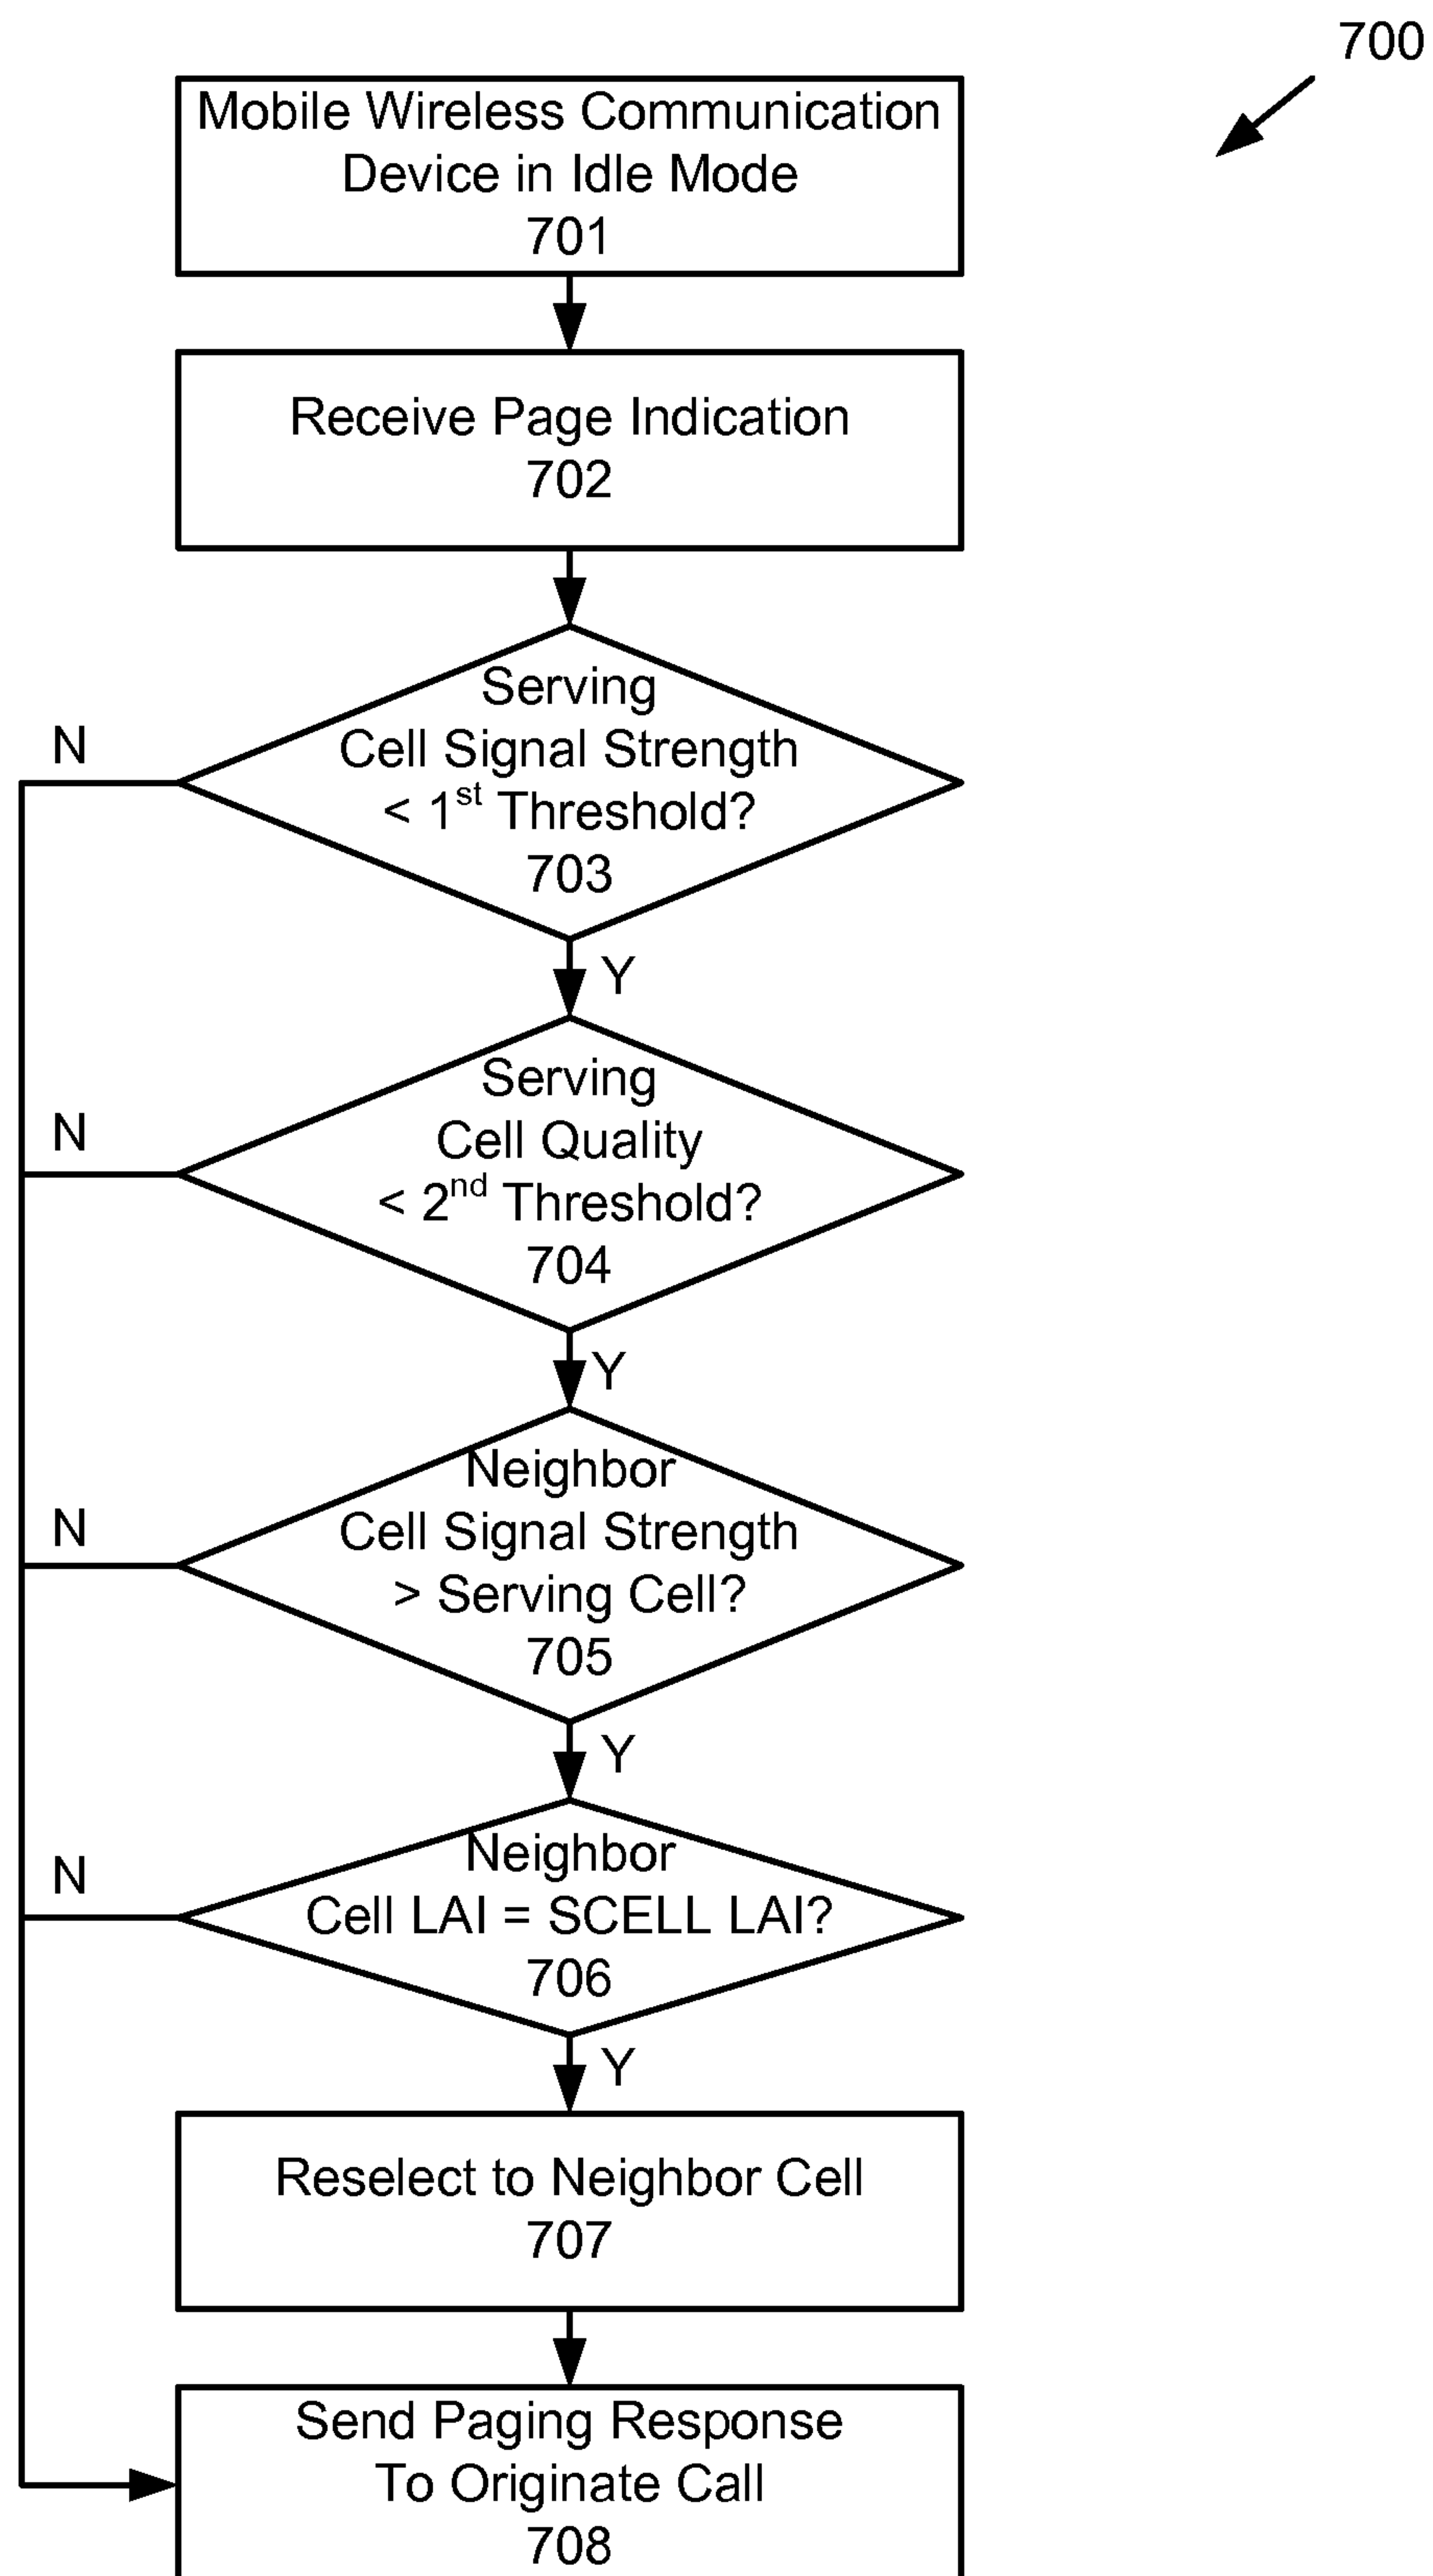 700
Mobile Wireless Communication
Device in Idle Mode
701
Receive Page Indication
702
Serving
Cell Signal Strength
< 1st Threshold?
703
N
Y
Serving
Cell Quality
< 2nd Threshold?
704
N
Y
Neighbor
Cell Signal Strength
> Serving Cell?
705
N
Y
Neighbor
Cell LAI = SCELL LAI?
706
N
Y
Reselect to Neighbor Cell
707
Send Paging Response
To Originate Call
708